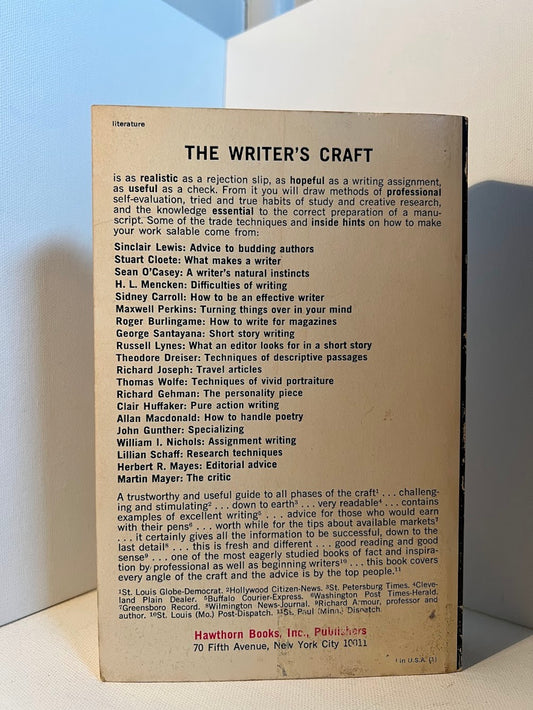 literature
THE WRITER'S CRAFT
is as realistic as a rejection slip, as hopeful as a writing assignment,
as useful as a check. From it you will draw methods of professional
self-evaluation, tried and true habits of study and creative research,
and the knowledge essential to the correct preparation of a manu-
script. Some of the trade techniques and inside hints on how to make
your work salable come from:
Sinclair Lewis: Advice to budding authors
Stuart Cloete: What makes a writer
Sean O'Casey: A writer's natural instincts
H. L. Mencken: Difficulties of writing
Sidney Carroll: How to be an effective writer
Maxwell Perkins: Turning things over in your mind
Roger Burlingame: How to write for magazines
George Santayana: Short story writing
Russell Lynes: What an editor looks for in a short story
Theodore Dreiser: Techniques of descriptive passages
Richard Joseph: Travel articles
Thomas Wolfe: Techniques of vivid portraiture
Richard Gehman: The personality piece
Clair Huffaker: Pure action writing
Allan Macdonald: How to handle poetry
John Gunther: Specializing
William I. Nichols: Assignment writing
Lillian Schaff: Research techniques
Herbert R. Mayes: Editorial advice
Martin Mayer: The critic
A trustworthy and useful guide to all phases of the craft¹ . . . challeng-
ing and stimulating² . . . down to earth³ . . . very readable⁴ . . . contains
examples of excellent writing⁵ . . . advice for those who would earn
with their pens⁶ . . . worth while for the tips about available markets⁷
. . . it certainly gives all the information to be successful, down to the
last detail⁸ . . . this is fresh and different . . . good reading and good
sense⁹ . . . one of the most eagerly studied books of fact and inspira-
tion by professional as well as beginning writers¹⁰ . . . this book covers
every angle of the craft and the advice is by the top people.¹¹
¹St. Louis Globe-Democrat. ²Hollywood Citizen-News. ³St. Petersburg Times. ⁴Cleve-
land Plain Dealer. ⁵Buffalo Courier-Express. ⁶Washington Post Times-Herald.
⁷Greensboro Record. ⁸Wilmington News-Journal. ⁹Richard Armour, professor and
author. ¹⁰St. Louis (Mo.) Post-Dispatch. ¹¹St. Paul (Minn.) Dispatch.
Hawthorn Books, Inc., Publishers
70 Fifth Avenue, New York City 10011
in U.S.A. (3)